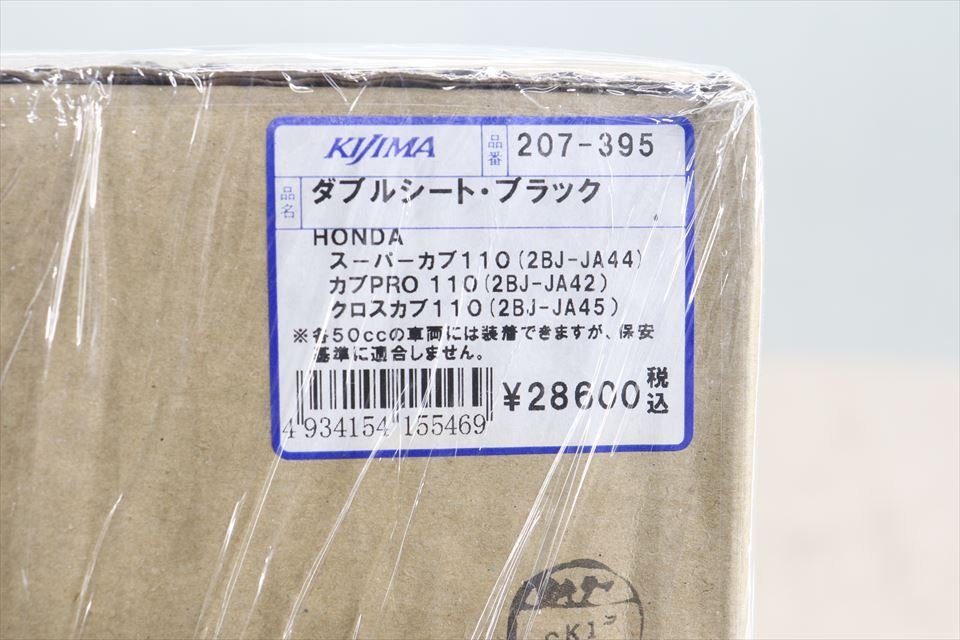 KIJIMA 品番 207-395
品名 ダブルシート・ブラック
HONDA
スーパーカブ110(2BJ-JA44)
カブPRO 110(2BJ-JA42)
クロスカブ110(2BJ-JA45)
※各50ccの車両には装着できますが、保安
基準に適合しません。
¥28600 税込
4 934154 155469